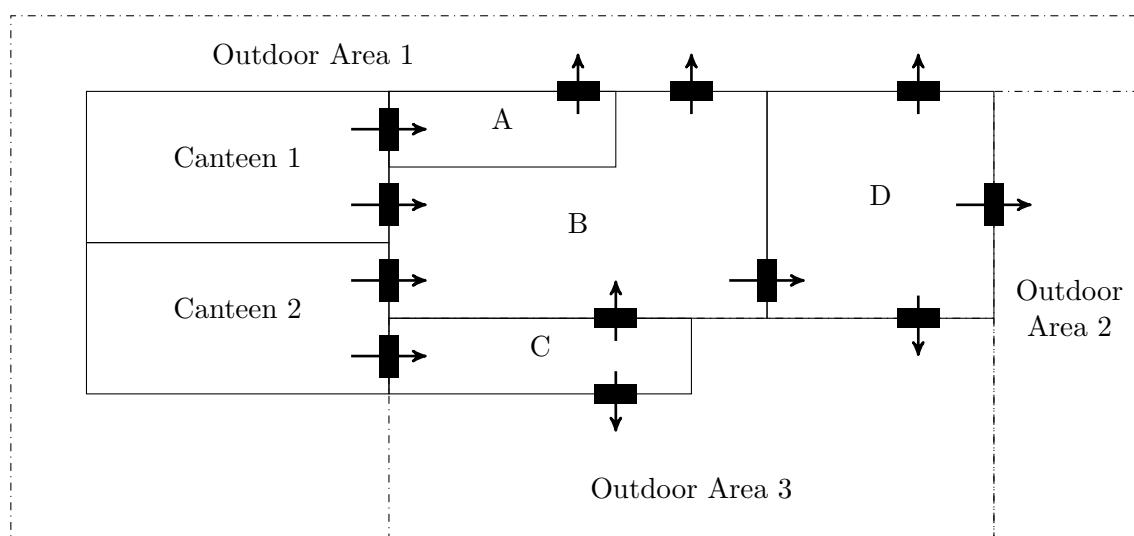 Outdoor Area 1
A
Canteen 1
D
B
Outdoor
Area 2
Canteen 2
C
Outdoor Area 3